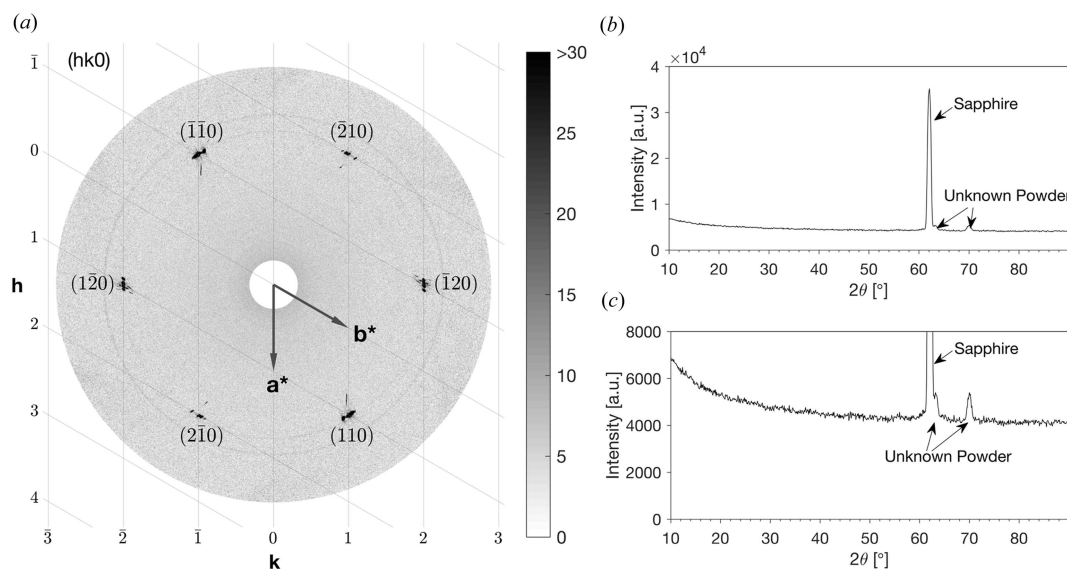 (a)
(hk0)
1̄
0
1
h
2
3
4
(1̄1̄0)
(2̄10)
(12̄0)
(1̄20)
b*
a*
(21̄0)
(110)
3̄ 2̄ 1̄ 0 1 2 3
k
>30
25
20
15
10
5
0
(b)
×10⁴
4
3
2
1
0
Intensity [a.u.]
Sapphire
Unknown Powder
10 20 30 40 50 60 70 80
2θ [°]
(c)
8000
6000
4000
2000
0
Intensity [a.u.]
Sapphire
Unknown Powder
10 20 30 40 50 60 70 80
2θ [°]